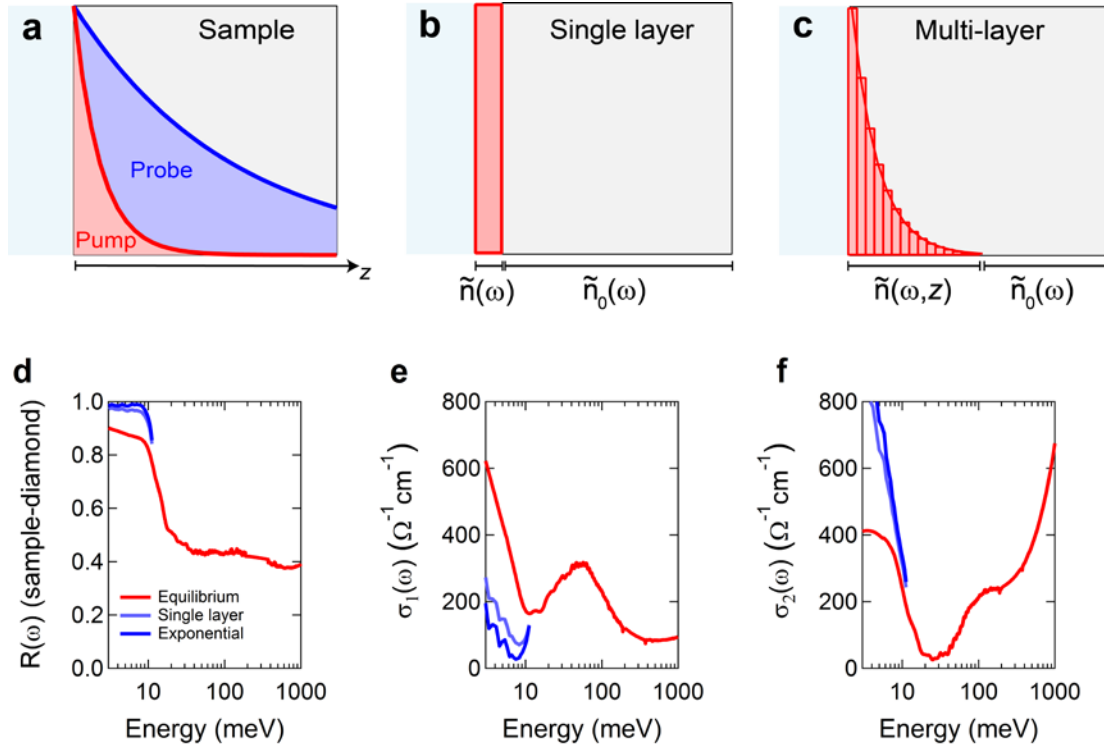 a
Sample
Probe
Pump
z
b
Single layer
ñ(ω)
ñ₀(ω)
c
Multi-layer
ñ(ω,z)
ñ₀(ω)
d
R(ω) (sample-diamond)
1.0
0.8
0.6
0.4
0.2
0.0
Equilibrium
Single layer
Exponential
10
100
1000
Energy (meV)
e
σ₁(ω) (Ω⁻¹cm⁻¹)
800
600
400
200
0
10
100
1000
Energy (meV)
f
σ₂(ω) (Ω⁻¹cm⁻¹)
800
600
400
200
0
10
100
1000
Energy (meV)